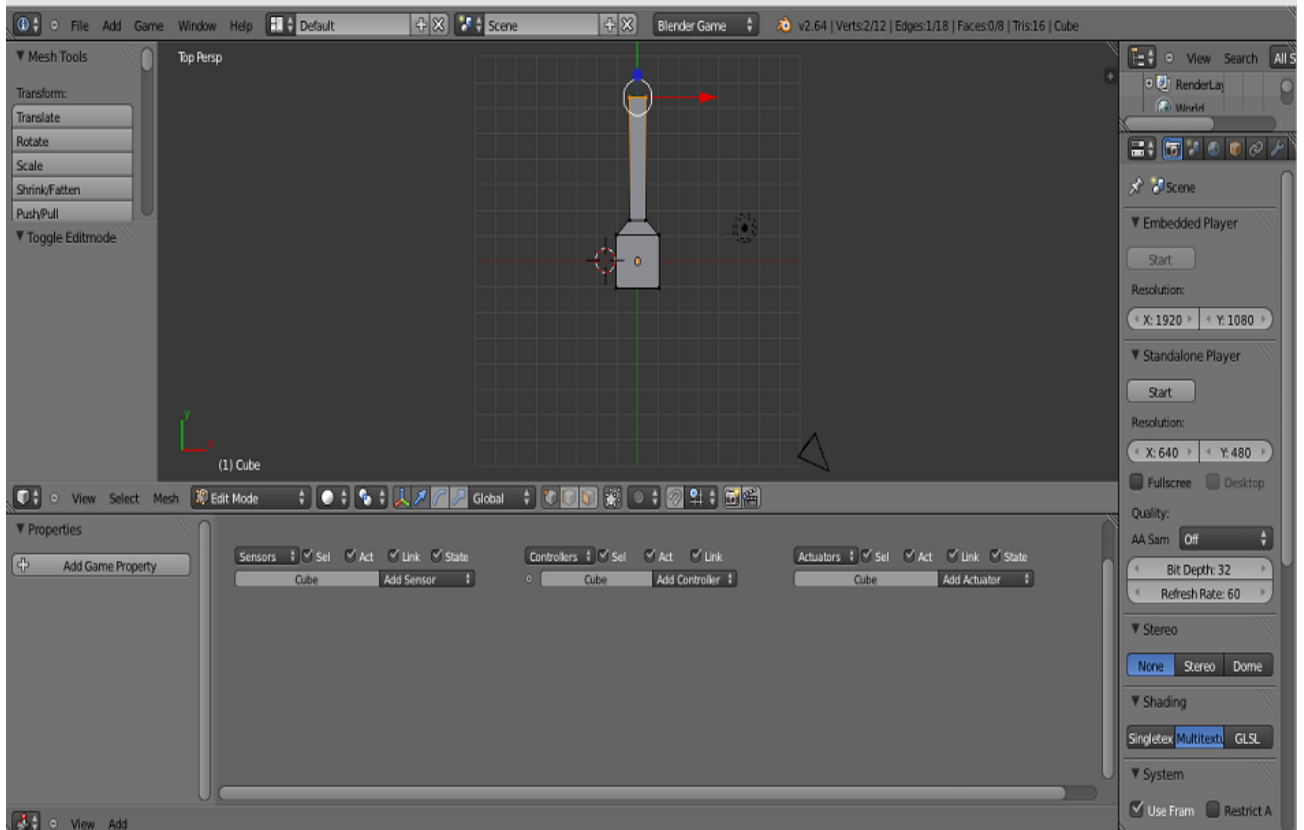 File Add Game Window Help Default Scene Blender Game v2.64 | Verts:2/12 | Edges:1/18 | Faces:0/8 | Tris:16 | Cube
Mesh Tools
Transform:
Translate
Rotate
Scale
Shrink/Fatten
Push/Pull
Toggle Editmode
Top Persp
y
(1) Cube
View Search All S
RenderLay
World
Scene
Embedded Player
Start
Resolution:
X: 1920 Y: 1080
Standalone Player
Start
Resolution:
X: 640 Y: 480
Fullscree Desktop
Quality:
AA Sam Off
Bit Depth: 32
Refresh Rate: 60
Stereo
None Stereo Dome
Shading
Singletex Multitextu GLSL
System
Use Fram Restrict A
View Select Mesh Edit Mode Global
Properties
Add Game Property
Sensors Sel Act Link State Controllers Sel Act Link Actuators Sel Act Link State
Cube Add Sensor Cube Add Controller Cube Add Actuator
View Add